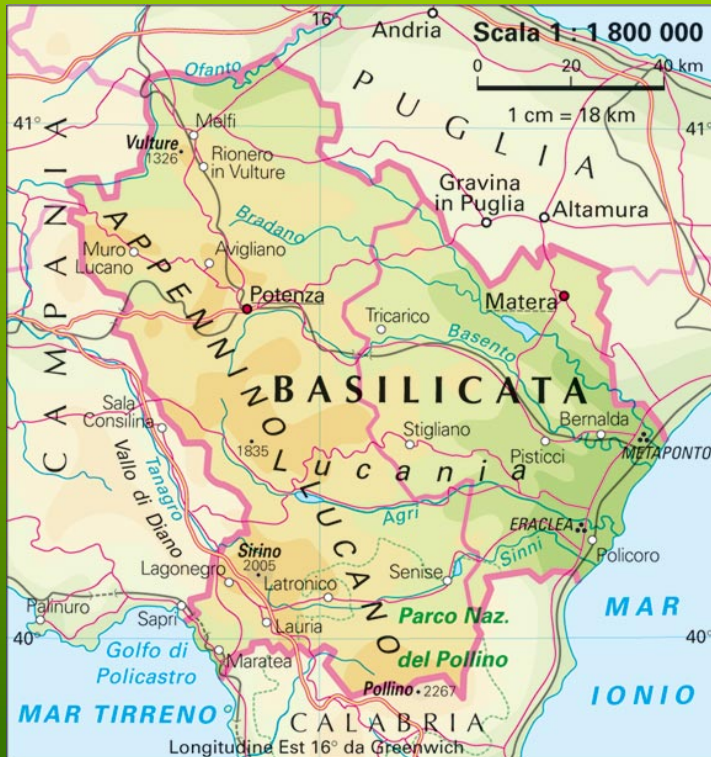 16°
Andria
Scala 1 : 1 800 000
0 20 40 km
1 cm = 18 km
Ofanto
PUGLIA
41°
41°
Melfi
Vulture
1326
Rionero
in Vulture
Gravina
in Puglia
Altamura
Bradano
CAMPANIA
APPENNINO LUCANO
Muro
Lucano
Avigliano
Potenza
Matera
Tricarico
Basento
BASILICATA
Sala
Consilina
Stigliano
Bernalda
Pisticci
METAPONTO
1835
Lucania
Vallo di Diano
Tanagro
Agri
ERACLEA
Sinni
Policoro
Sirino
2005
Lagonegro
Latronico
Senise
Palinuro
Sapri
Lauria
Parco Naz.
del Pollino
MAR
IONIO
40°
40°
Golfo di
Policastro
Maratea
Pollino 2267
MAR TIRRENO
CALABRIA
Longitudine Est 16° da Greenwich